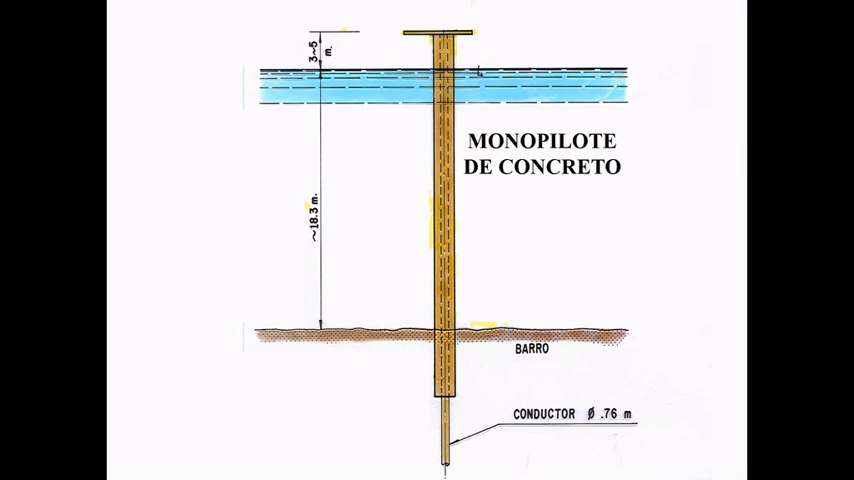 3~5
m.
MONOPILOTE
DE CONCRETO
~18.3 m.
BARRO
CONDUCTOR Ø .76 m